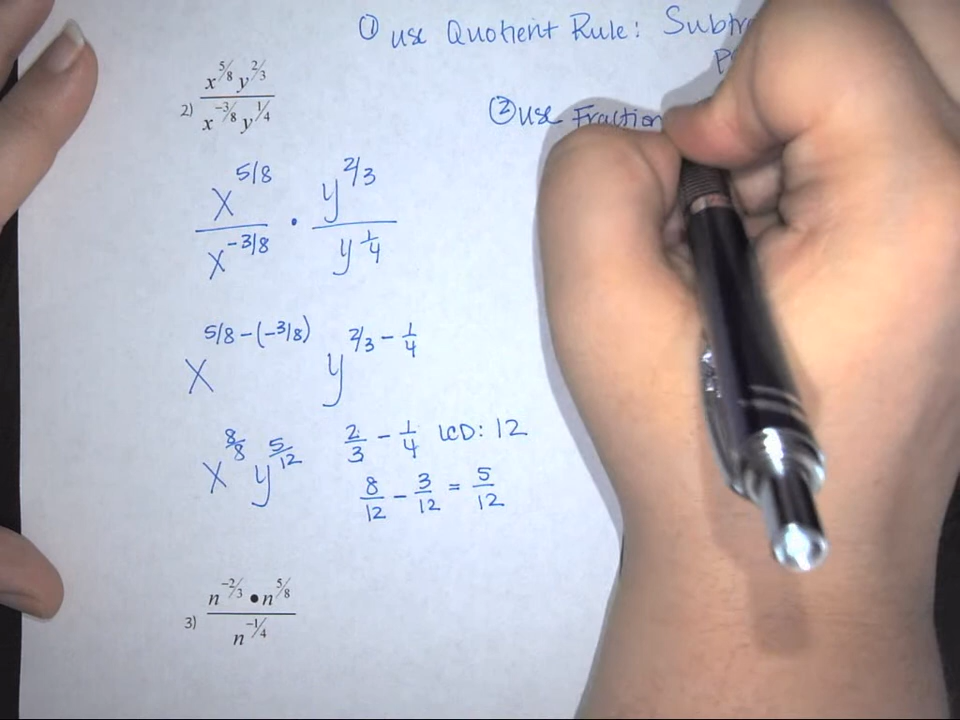 ① use Quotient Rule: Subtr
2) x^5/8 y^2/3 / x^-3/8 y^1/4
② use Fraction
x^5/8 / x^-3/8 · y^2/3 / y^1/4
x^5/8-(-3/8) y^2/3-1/4
x^8/8 y^5/12 2/3 - 1/4 LCD: 12
8/12 - 3/12 = 5/12
3) n^-2/3 • n^5/8 / n^-1/4